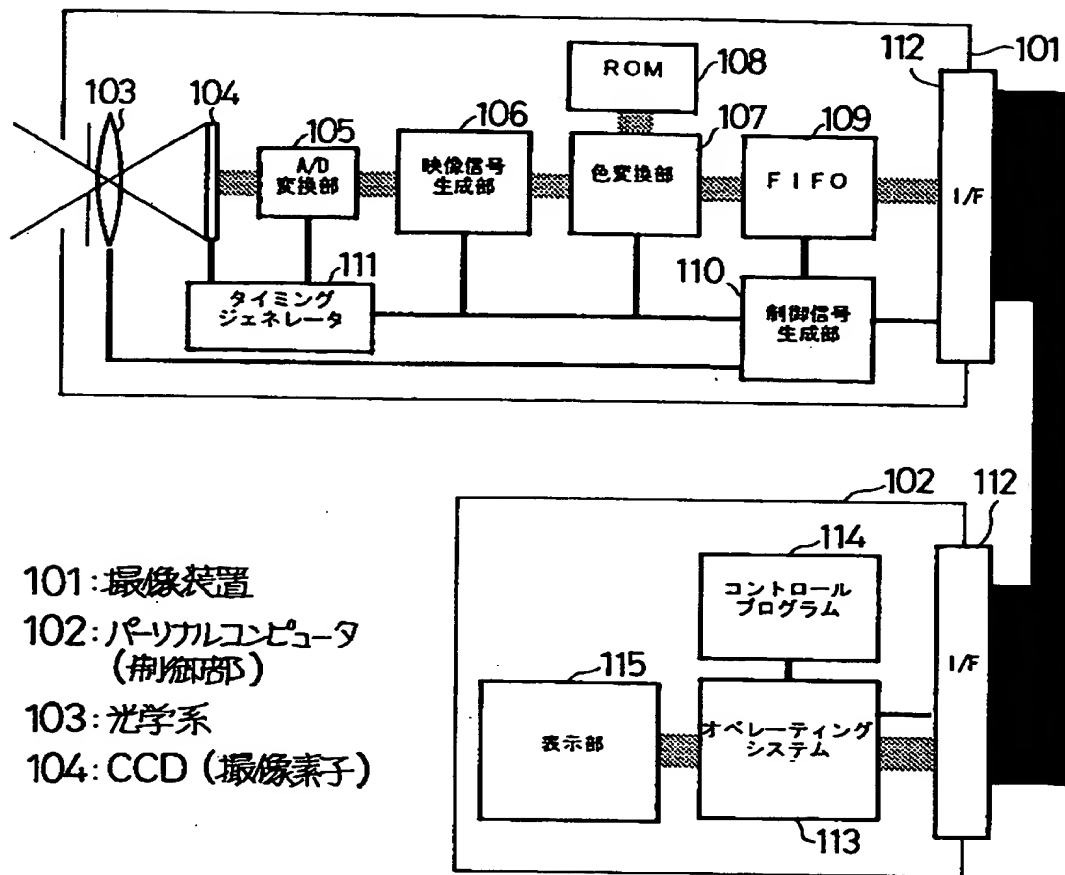 112
101
ROM
108
103
104
105
106
107
109
A/D
変換部
映像信号
生成部
色変換部
FIFO
I/F
111
110
タイミング
ジェネレータ
制御信号
生成部
102
112
114
コントロール
プログラム
I/F
115
表示部
オペレーティング
システム
113
101:撮像装置
102:パーソナルコンピュータ
(制御部)
103:光学系
104:CCD(撮像素子)